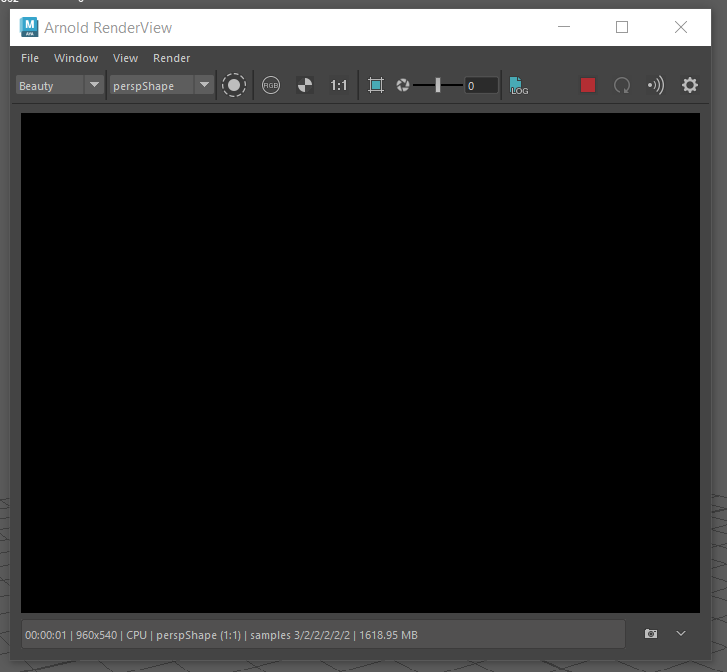 M
Arnold RenderView
File Window View Render
Beauty perspShape RGB 1:1 0 LOG
00:00:01 | 960x540 | CPU | perspShape (1:1) | samples 3/2/2/2/2/2 | 1618.95 MB